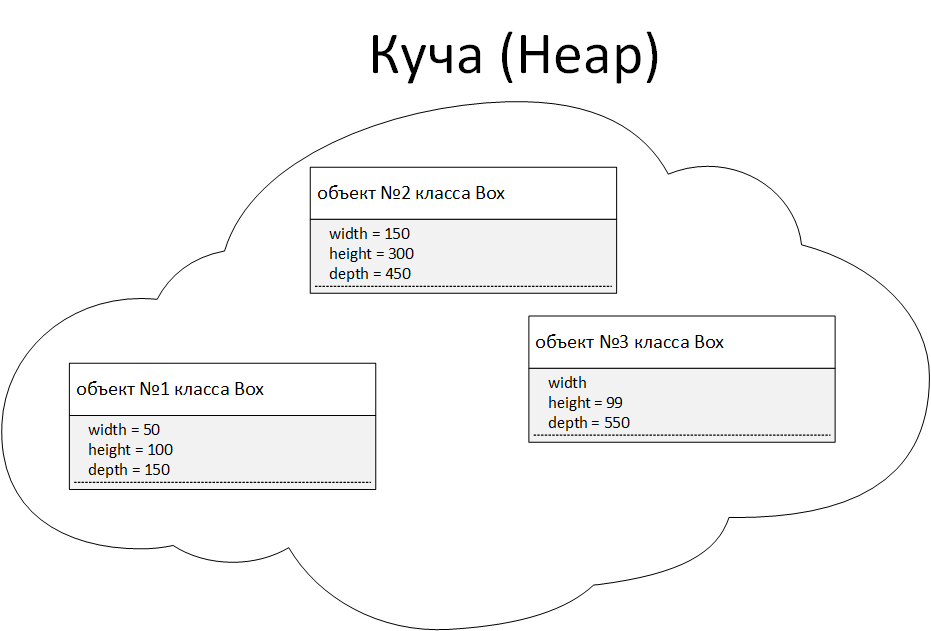 Куча (Heap)
объект №2 класса Box
width = 150
height = 300
depth = 450
объект №3 класса Box
width
height = 99
depth = 550
объект №1 класса Box
width = 50
height = 100
depth = 150